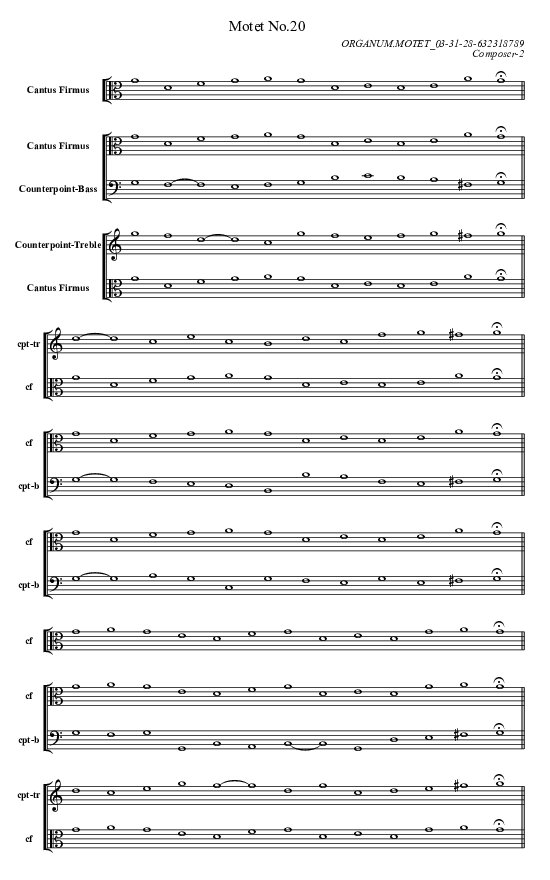 Motet No.20
ORGANUM.MOTET_03-31-28-632318789
Composer-2
Cantus Firmus
Cantus Firmus
Counterpoint-Bass
Counterpoint-Treble
Cantus Firmus
cpt-tr
cf
cf
cpt-b
cf
cpt-b
cf
cf
cpt-b
cpt-tr
cf